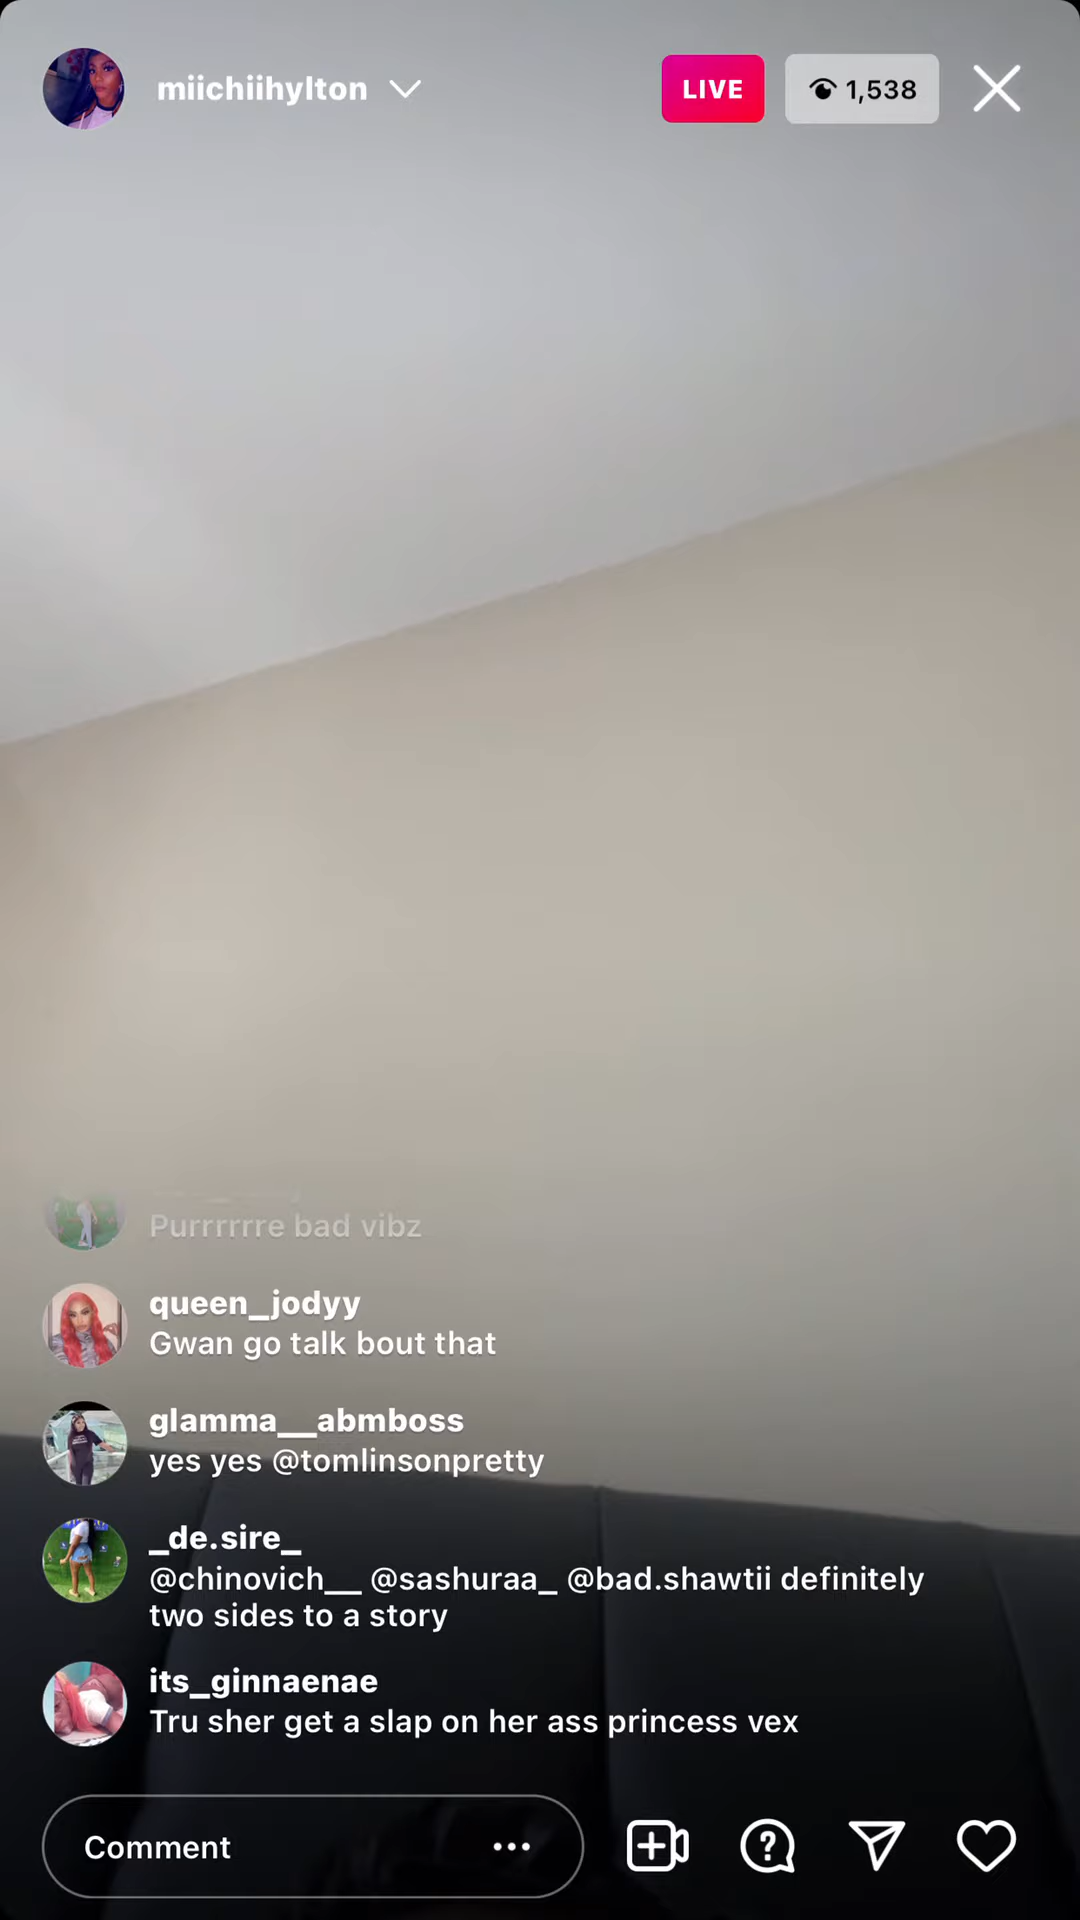 miichiihylton
LIVE
1,538
Purrrrrre bad vibz
queen_jodyy
Gwan go talk bout that
glamma__abmboss
yes yes @tomlinsonpretty
_de.sire_
@chinovich__ @sashuraa_ @bad.shawtii definitely
two sides to a story
its_ginnaenae
Tru sher get a slap on her ass princess vex
Comment